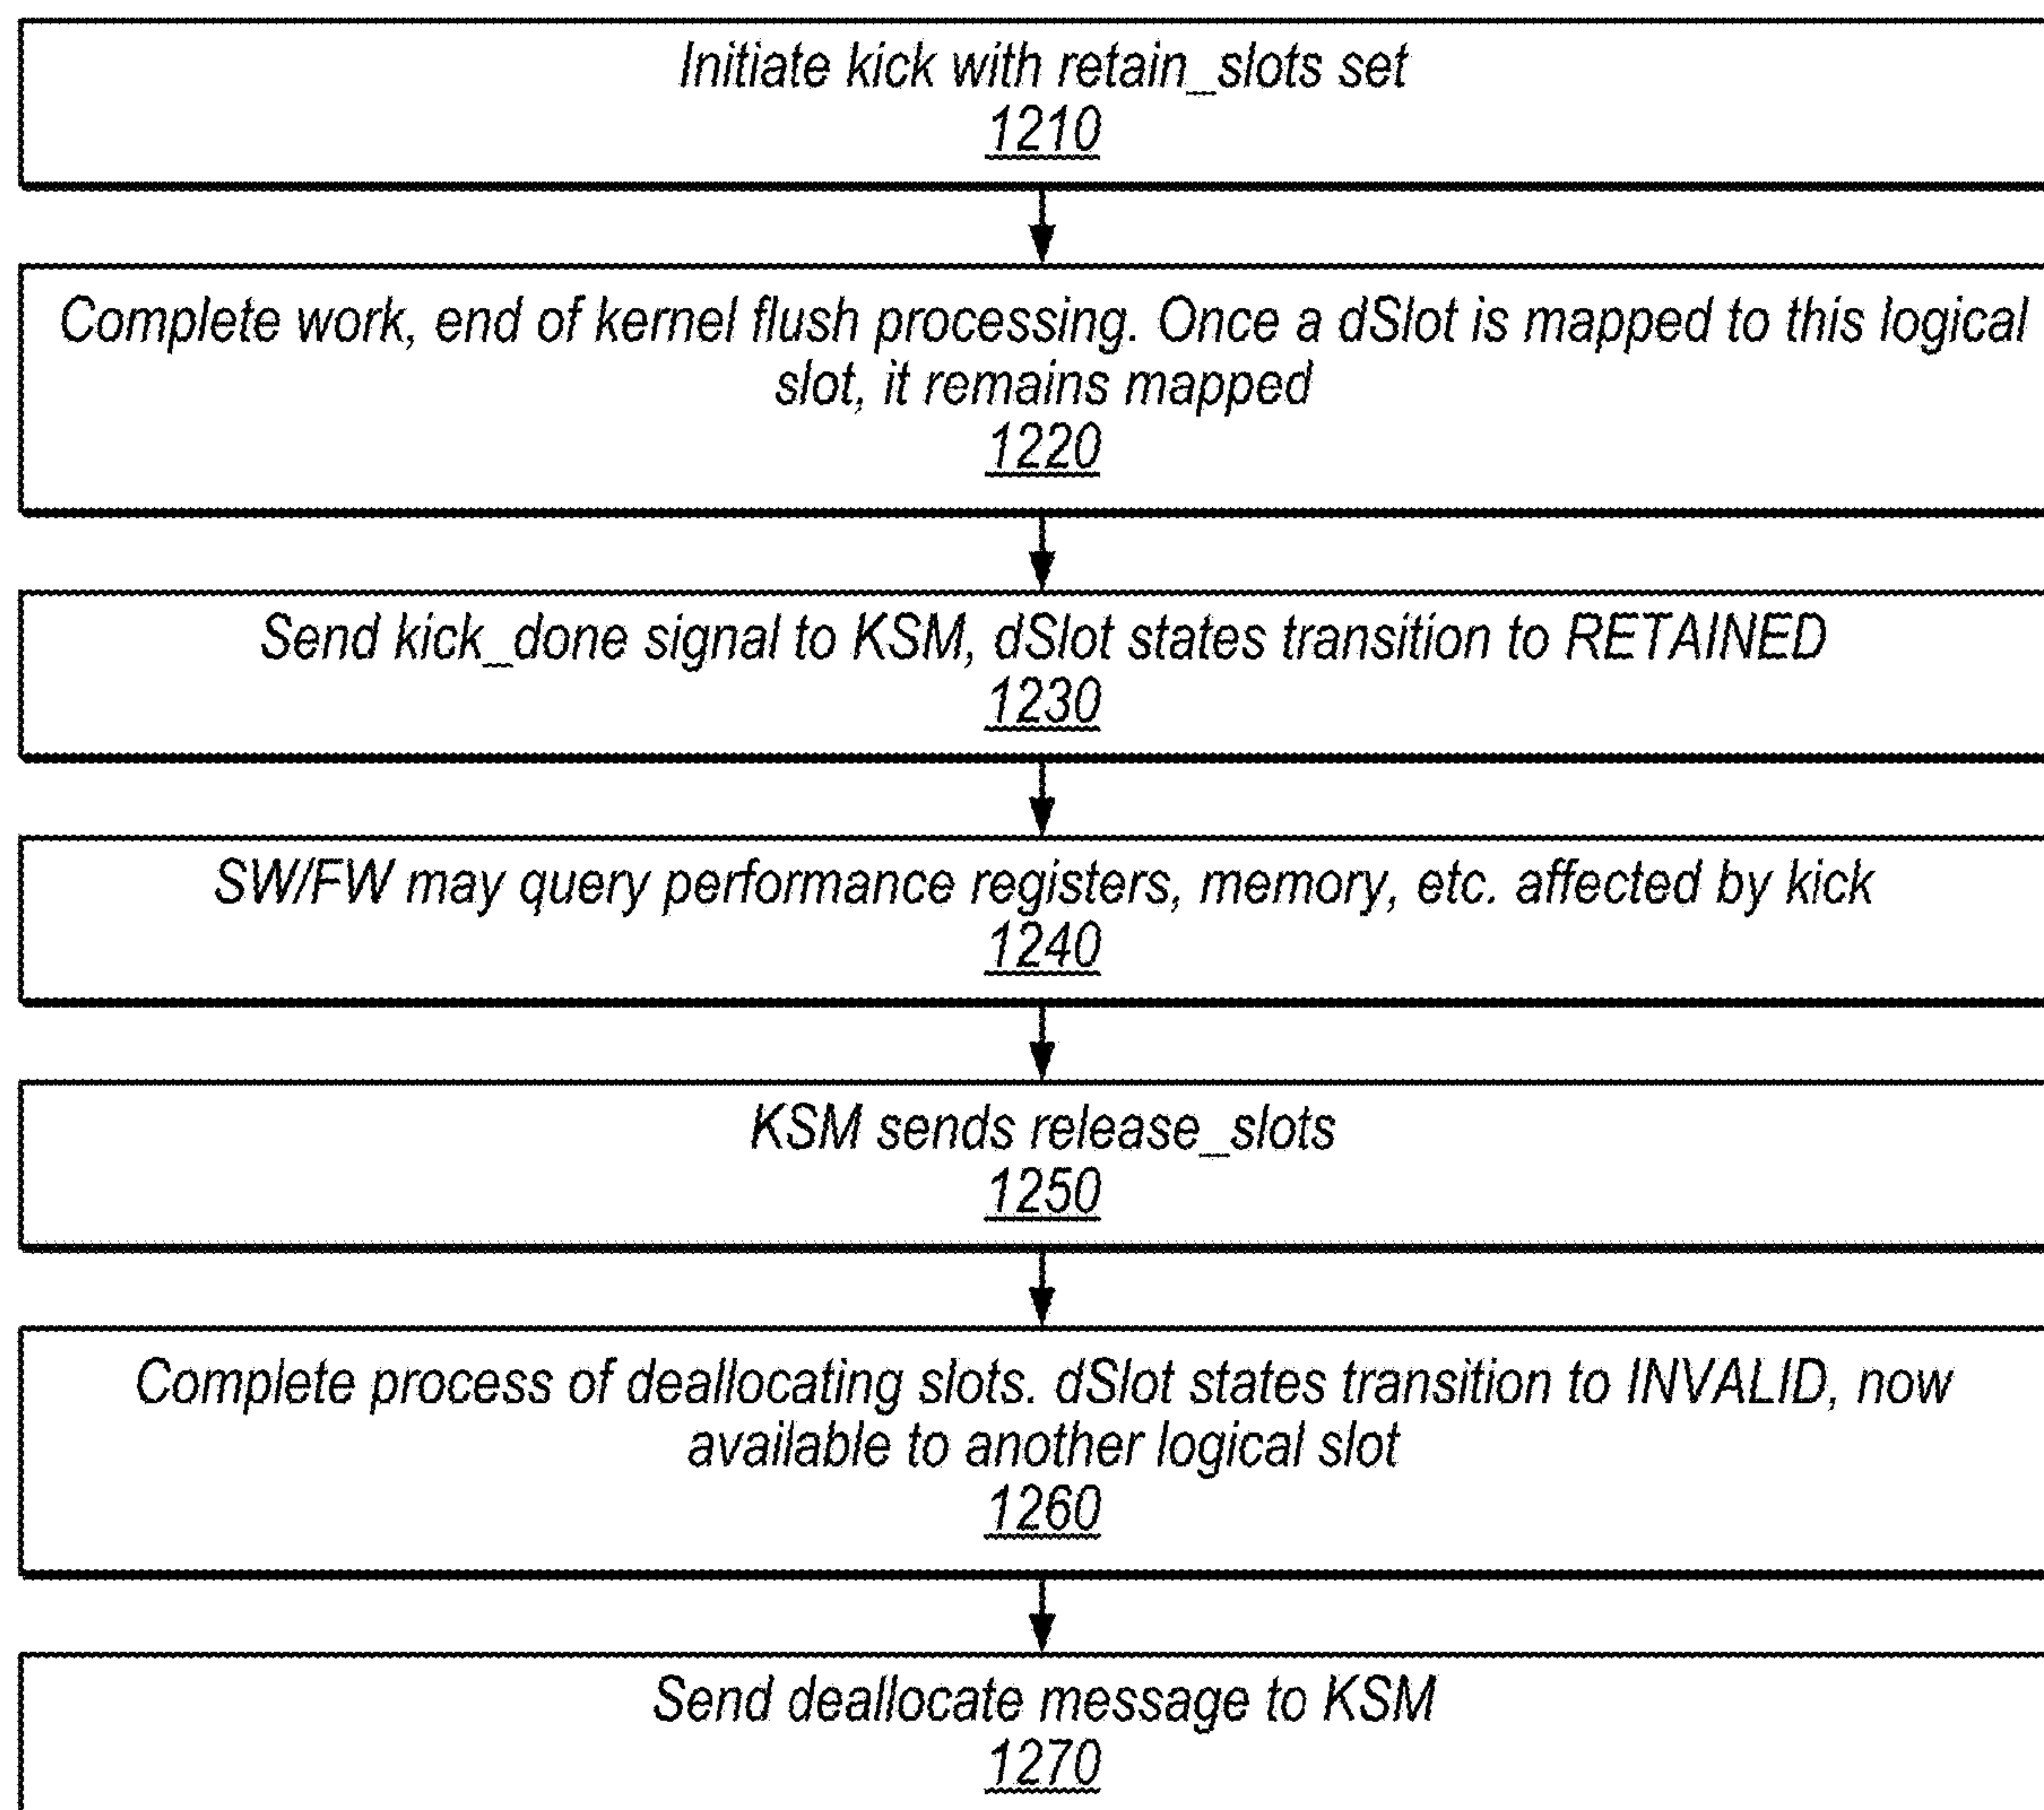 Initiate kick with retain_slots set
1210
Complete work, end of kernel flush processing. Once a dSlot is mapped to this logical
slot, it remains mapped
1220
Send kick_done signal to KSM, dSlot states transition to RETAINED
1230
SW/FW may query performance registers, memory, etc. affected by kick
1240
KSM sends release_slots
1250
Complete process of deallocating slots. dSlot states transition to INVALID, now
available to another logical slot
1260
Send deallocate message to KSM
1270